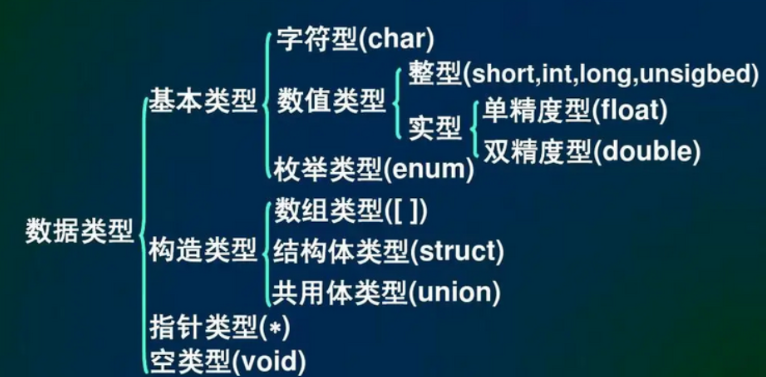 字符型(char)
整型(short,int,long,unsigbed)
基本类型
数值类型
单精度型(float)
实型
双精度型(double)
枚举类型(enum)
数组类型([ ])
数据类型
构造类型
结构体类型(struct)
共用体类型(union)
指针类型(*)
空类型(void)